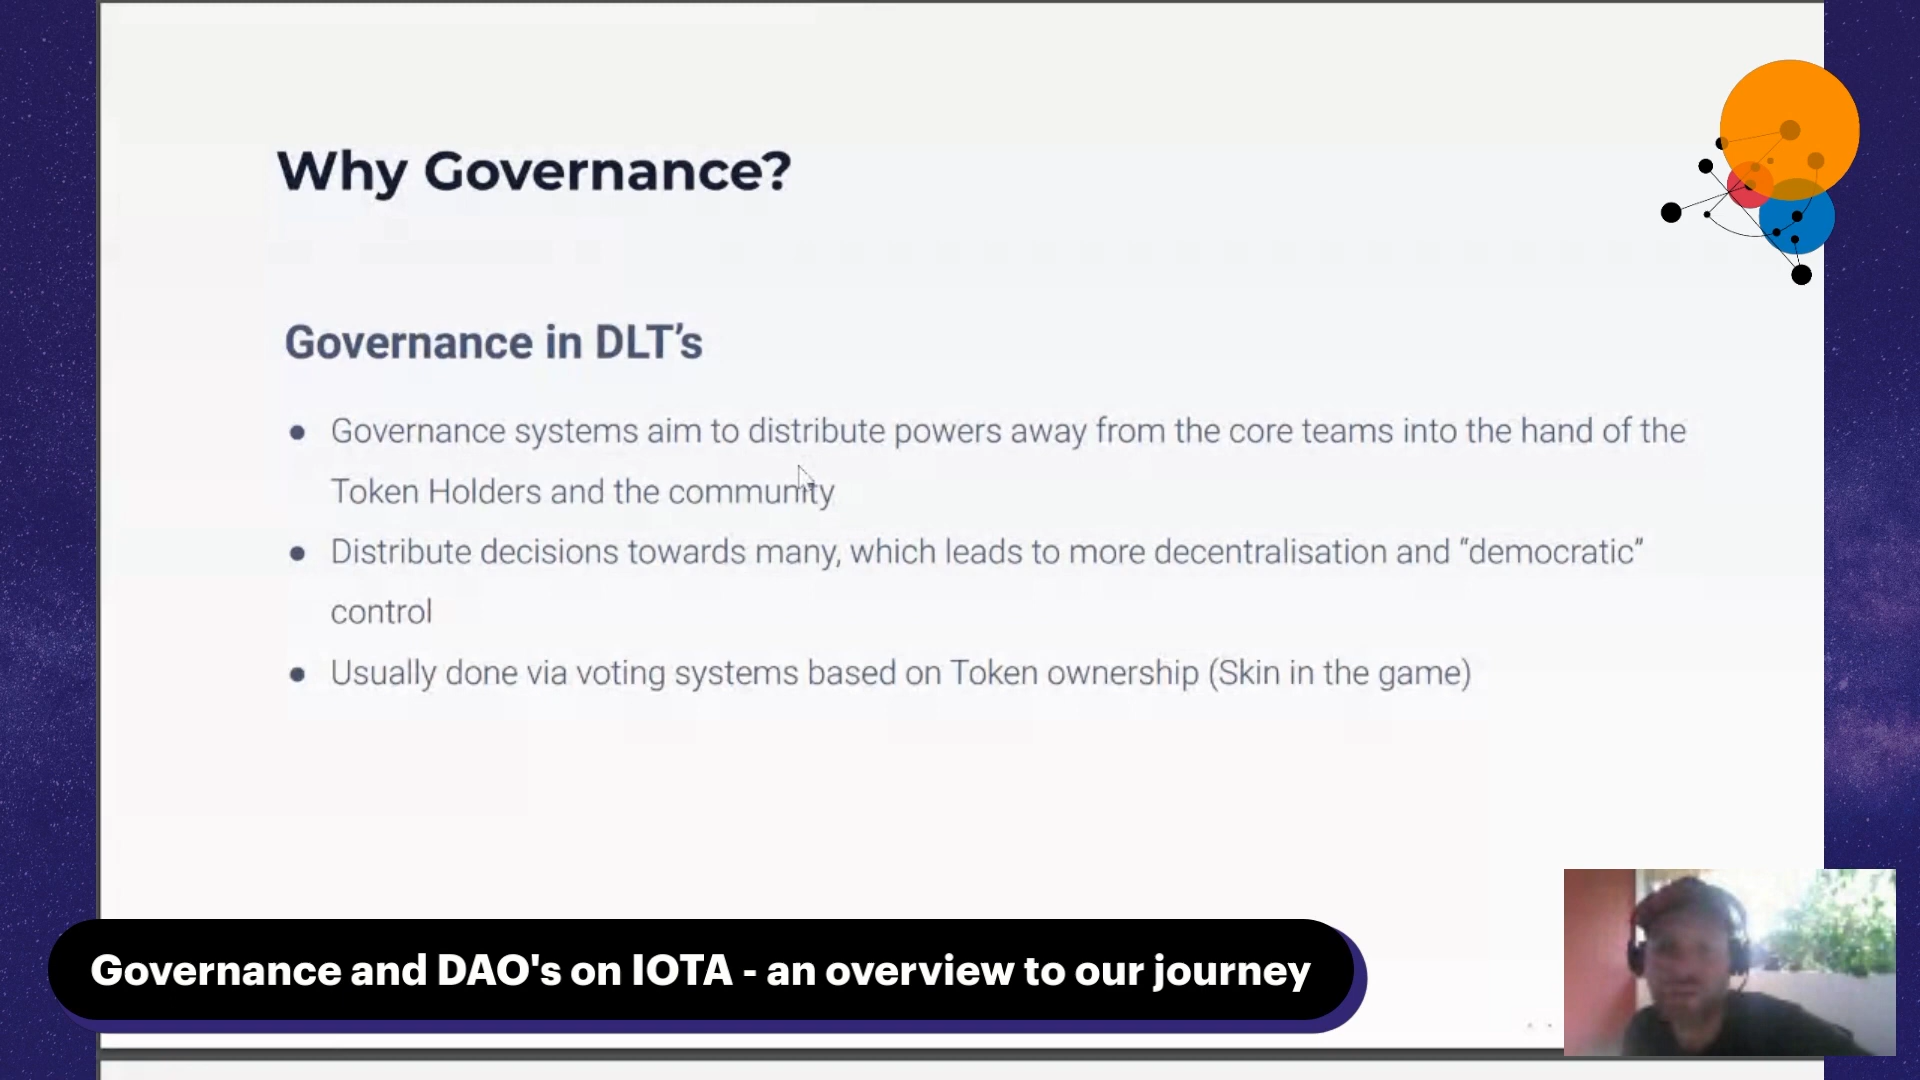 Why Governance?
Governance in DLT’s
● Governance systems aim to distribute powers away from the core teams into the hand of the
Token Holders and the community
● Distribute decisions towards many, which leads to more decentralisation and “democratic”
control
● Usually done via voting systems based on Token ownership (Skin in the game)
Governance and DAO's on IOTA - an overview to our journey